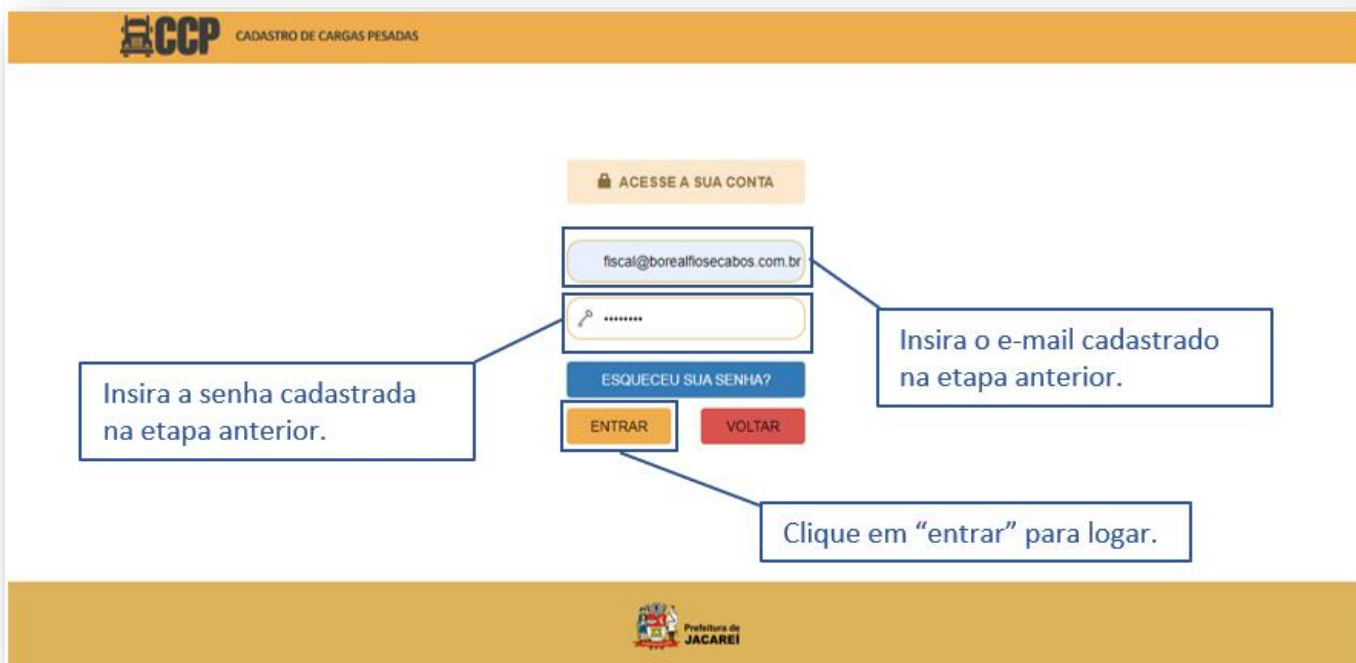 CCP CADASTRO DE CARGAS PESADAS
ACESSE A SUA CONTA
fiscal@borealfiosecabos.com.br
••••••••
Insira o e-mail cadastrado
na etapa anterior.
Insira a senha cadastrada
na etapa anterior.
ESQUECEU SUA SENHA?
ENTRAR VOLTAR
Clique em “entrar” para logar.
Prefeitura de
JACAREÍ